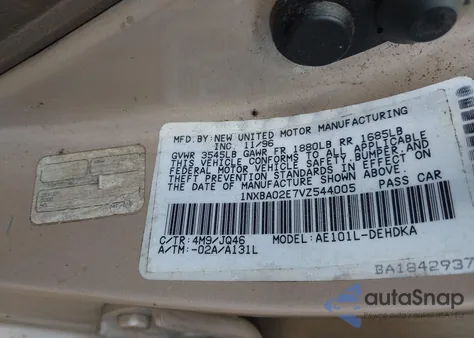 MFD.BY:NEW UNITED MOTOR MANUFACTURING
INC. 11/96
GVWR 3545LB GAWR FR 1880LB RR 1685LB
THIS VEHICLE CONFORMS TO ALL APPLICABLE
FEDERAL MOTOR VEHICLE SAFETY,BUMPER,AND
THEFT PREVENTION STANDARDS IN EFFECT ON
THE DATE OF MANUFACTURE SHOWN ABOVE.
1NXBA02E7VZ544005 PASS CAR
C/TR:4M9/JQ46 MODEL:AE101L-DEHDKA
A/TM:-02A/A131L
BA1842937
autoSnap